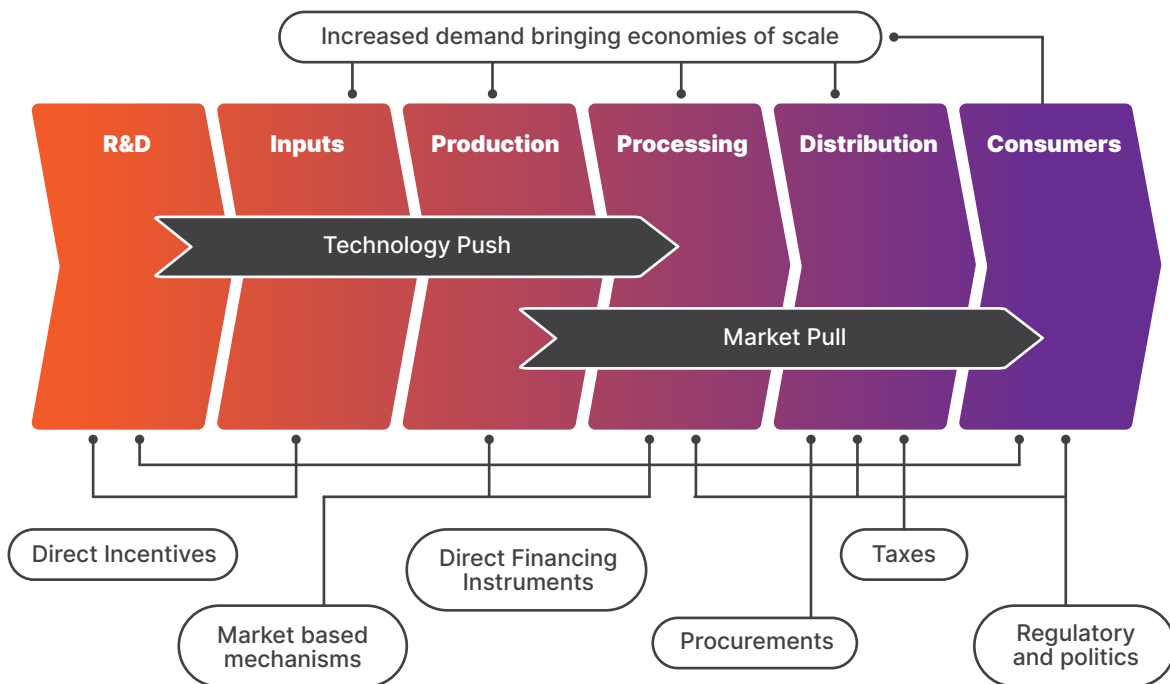 Increased demand bringing economies of scale
R&D
Inputs
Production
Processing
Distribution
Consumers
Technology Push
Market Pull
Direct Incentives
Direct Financing
Instruments
Taxes
Market based
mechanisms
Procurements
Regulatory
and politics